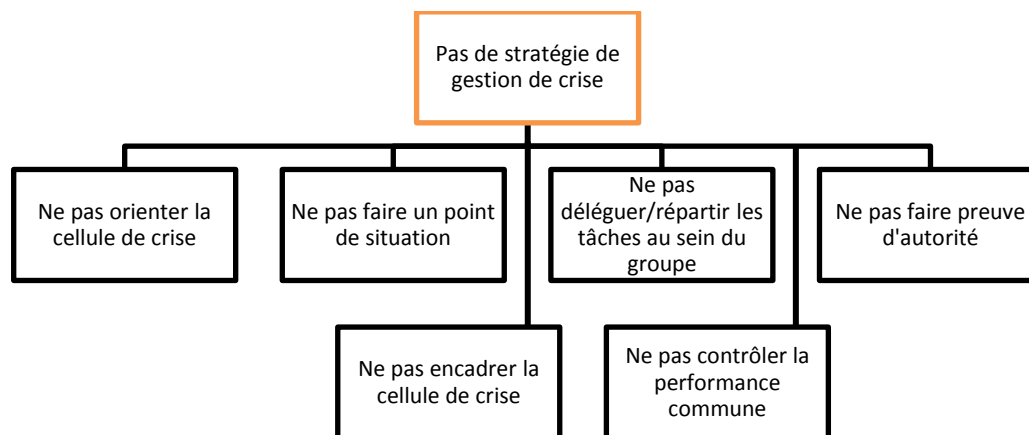 Pas de stratégie de
gestion de crise
Ne pas orienter la
cellule de crise
Ne pas faire un point
de situation
Ne pas
déléguer/répartir les
tâches au sein du
groupe
Ne pas faire preuve
d'autorité
Ne pas encadrer la
cellule de crise
Ne pas contrôler la
performance
commune